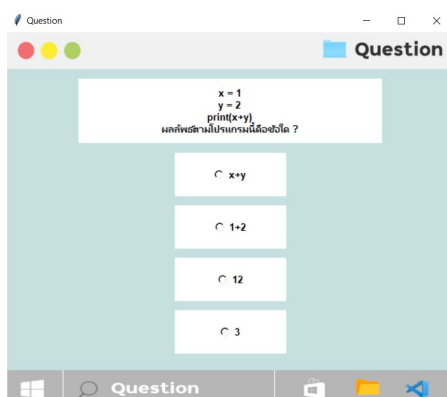 Question
Question
x = 1
y = 2
print(x+y)
ผลลัพธ์ตามโปรแกรมนี้คือข้อใด ?
x+y
1+2
12
3
Question